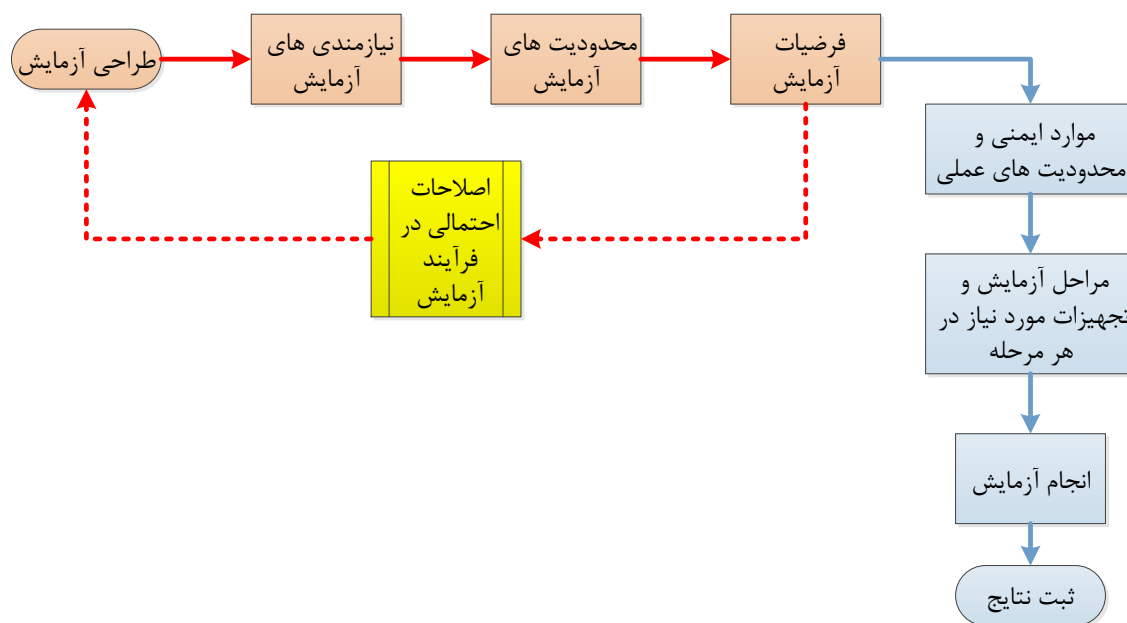 طراحی آزمایش
نیازمندی های
آزمایش
محدودیت های
آزمایش
فرضیات
آزمایش
موارد ایمنی و
محدودیت های عملی
مراحل آزمایش و
تجهیزات مورد نیاز در
هر مرحله
انجام آزمایش
ثبت نتایج
اصلاحات
احتمالی در
فرآیند
آزمایش